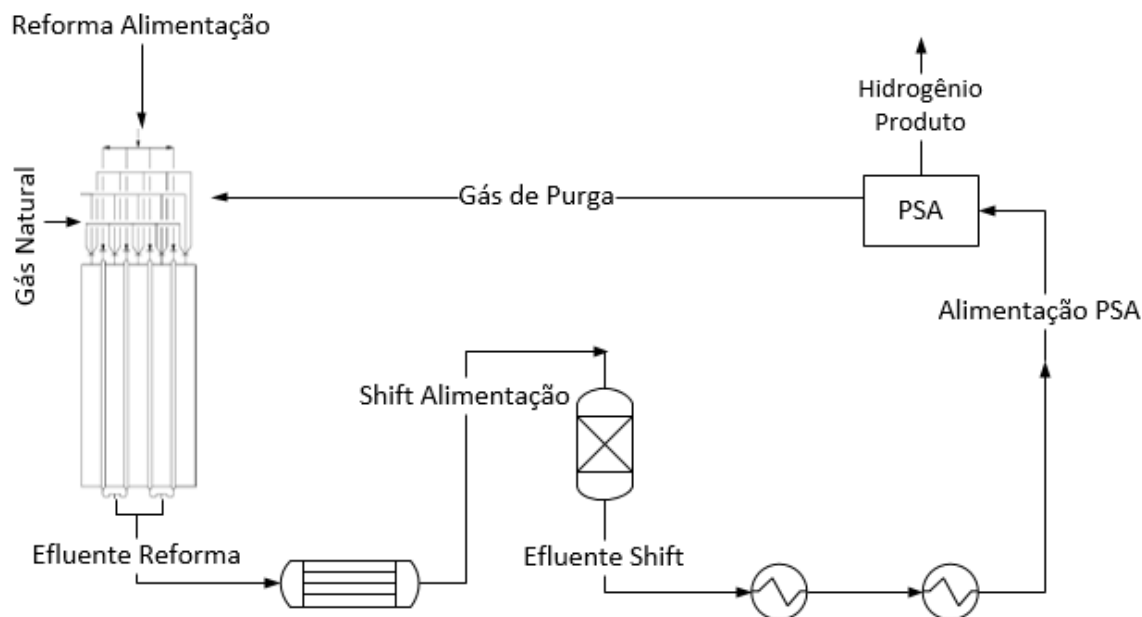 Reforma Alimentação
Hidrogênio
Produto
Gás Natural
Gás de Purga
PSA
Alimentação PSA
Shift Alimentação
Efluente Reforma
Efluente Shift